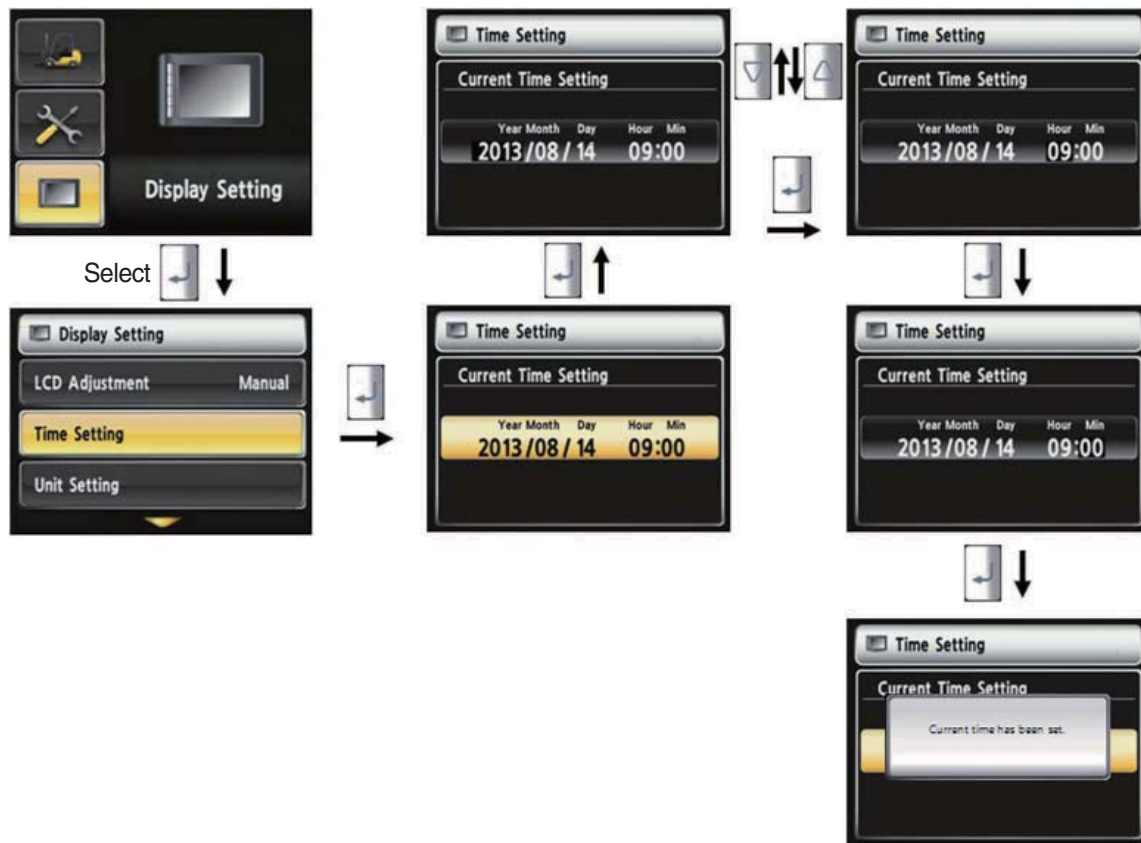 Display Setting
Select
Display Setting
LCD Adjustment Manual
Time Setting
Unit Setting
Time Setting
Current Time Setting
Year Month Day Hour Min
2013/08/14 09:00
Time Setting
Current Time Setting
Year Month Day Hour Min
2013/08/14 09:00
Time Setting
Current Time Setting
Year Month Day Hour Min
2013/08/14 09:00
Time Setting
Current Time Setting
Year Month Day Hour Min
2013/08/14 09:00
Time Setting
Current Time Setting
Current time has been set.